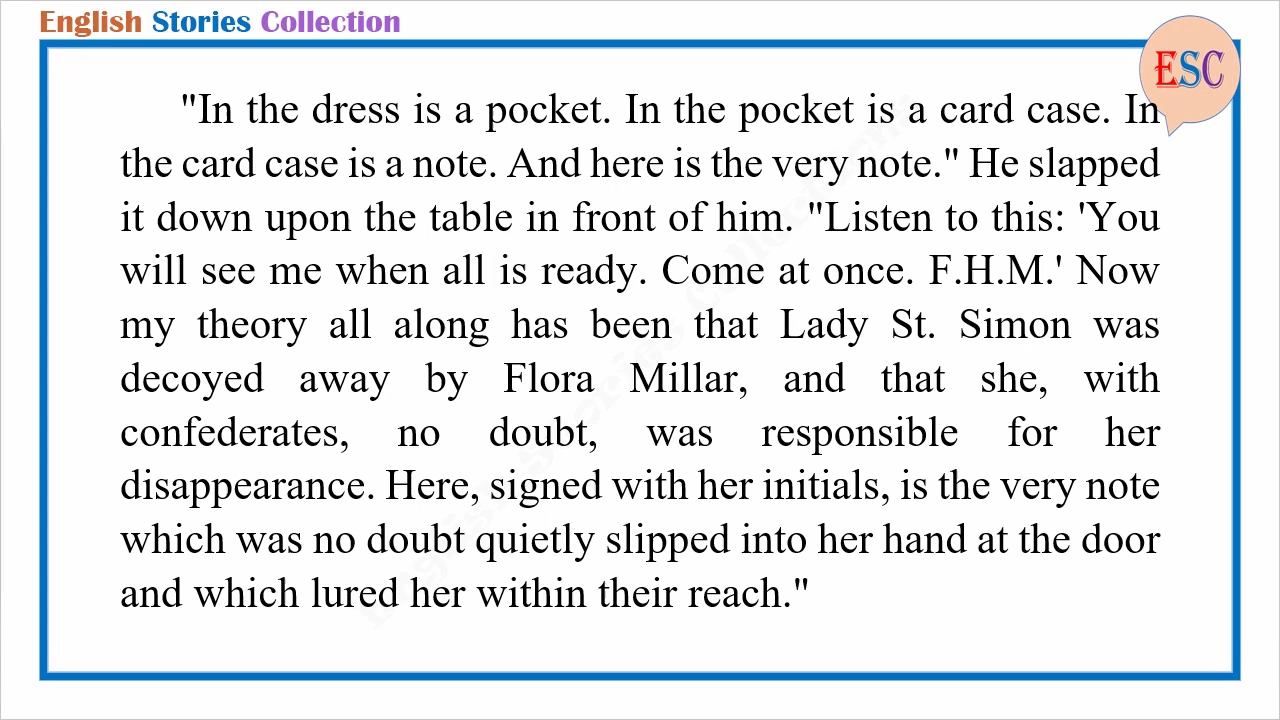 English Stories Collection
ESC
"In the dress is a pocket. In the pocket is a card case. In
the card case is a note. And here is the very note." He slapped
it down upon the table in front of him. "Listen to this: 'You
will see me when all is ready. Come at once. F.H.M.' Now
my theory all along has been that Lady St. Simon was
decoyed away by Flora Millar, and that she, with
confederates, no doubt, was responsible for her
disappearance. Here, signed with her initials, is the very note
which was no doubt quietly slipped into her hand at the door
and which lured her within their reach."
English Stories Collections